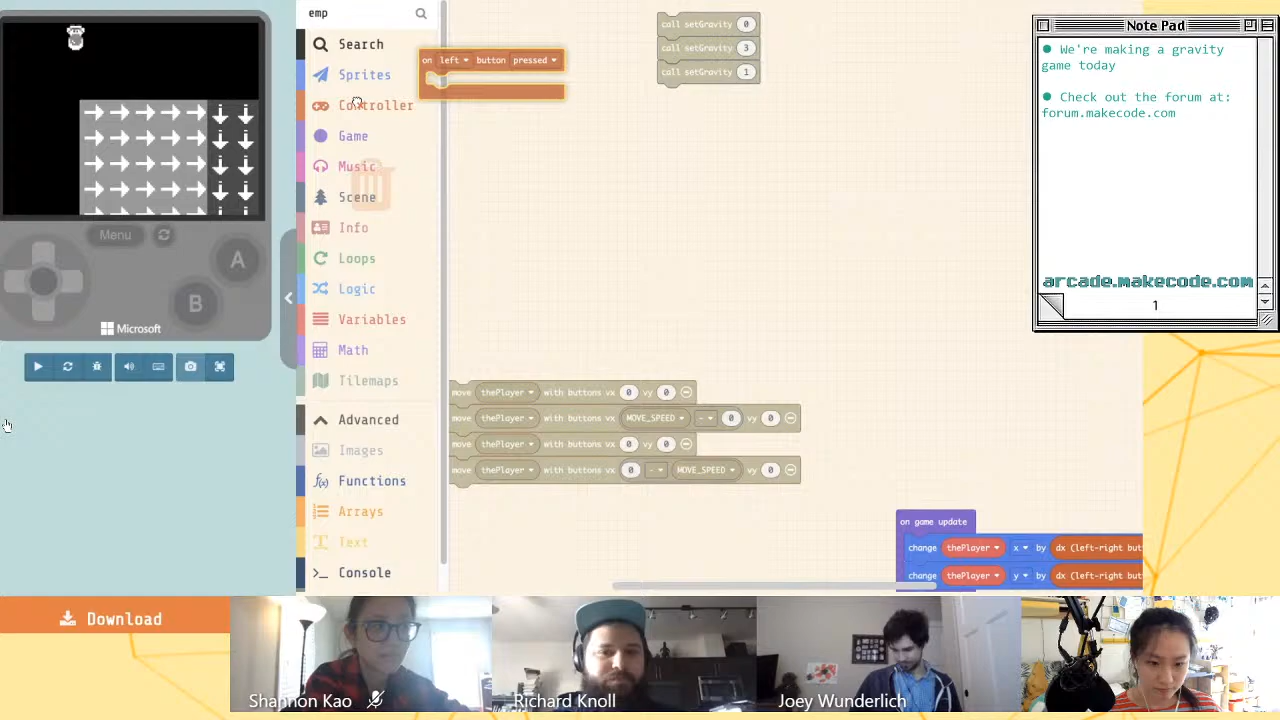 emp
Search
Sprites
Controller
Game
Music
Scene
Info
Loops
Logic
Variables
Math
Tilemaps
Advanced
Images
Functions
Arrays
Text
Console
Menu
A
B
Microsoft
Download
on left button pressed
call setGravity 0
call setGravity 3
call setGravity 1
move thePlayer with buttons vx 0 vy 0
move thePlayer with buttons vx MOVE_SPEED - 0 vy 0
move thePlayer with buttons vx 0 vy 0
move thePlayer with buttons vx 0 - MOVE_SPEED vy 0
on game update
change thePlayer x by dx (left-right but
change thePlayer y by dx (left-right but
Note Pad
We're making a gravity
game today
Check out the forum at:
forum.makecode.com
arcade.makecode.com
1
Shannon Kao
Richard Knoll
Joey Wunderlich